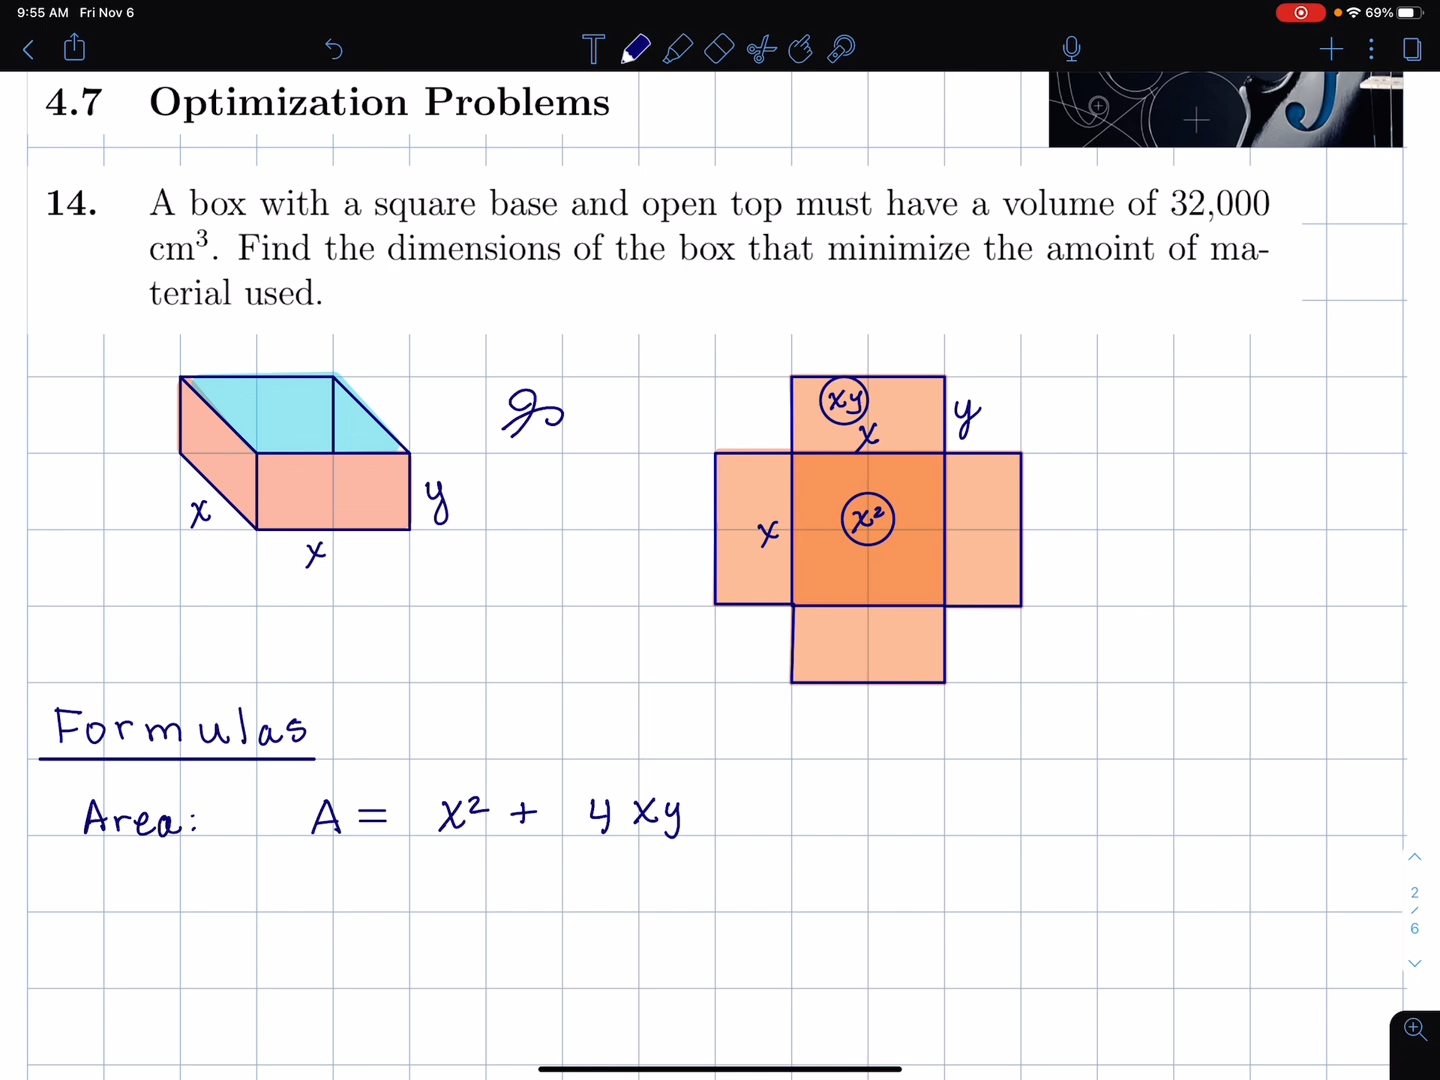 9:55 AM Fri Nov 6
69%
4.7 Optimization Problems
14. A box with a square base and open top must have a volume of 32,000
cm³. Find the dimensions of the box that minimize the amoint of ma-
terial used.
xy
x
y
x
y
x
x²
x
Formulas
Area: A = x² + 4xy
2
/
6